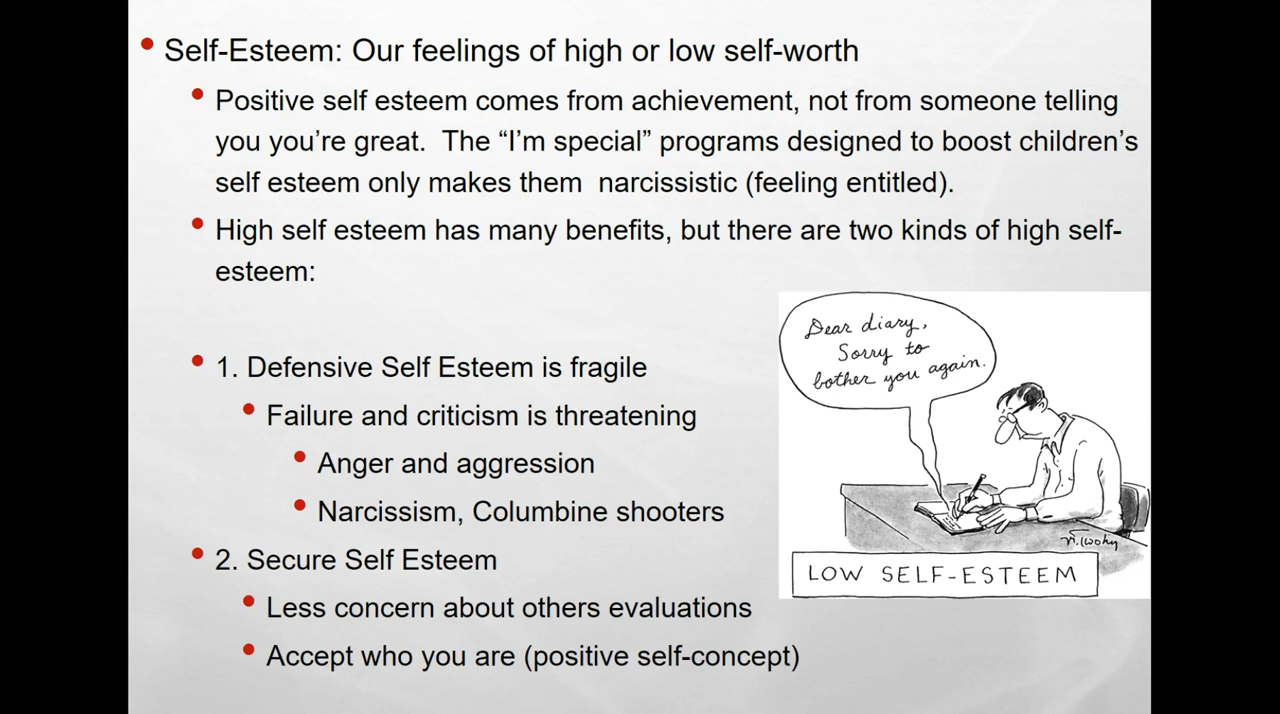 • Self-Esteem: Our feelings of high or low self-worth
• Positive self esteem comes from achievement, not from someone telling
you you’re great.  The “I’m special” programs designed to boost children’s
self esteem only makes them  narcissistic (feeling entitled).
• High self esteem has many benefits, but there are two kinds of high self-
esteem:
• 1. Defensive Self Esteem is fragile
• Failure and criticism is threatening
• Anger and aggression
• Narcissism, Columbine shooters
• 2. Secure Self Esteem
• Less concern about others evaluations
• Accept who you are (positive self-concept)
Dear diary,
Sorry to
bother you again.
LOW SELF-ESTEEM